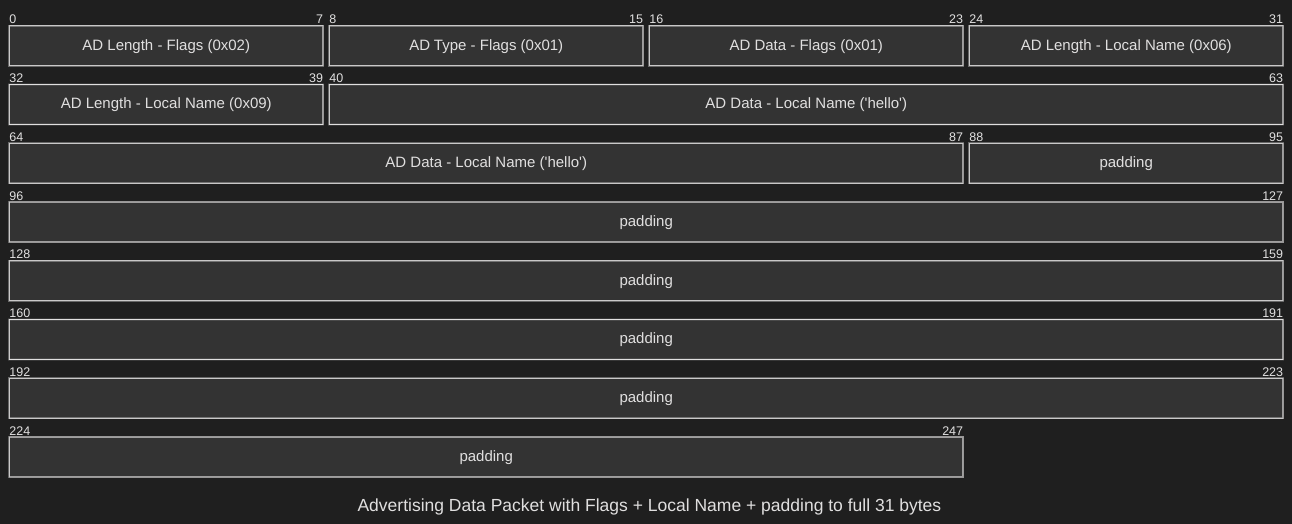 0 7 8 15 16 23 24 31
AD Length - Flags (0x02) AD Type - Flags (0x01) AD Data - Flags (0x01) AD Length - Local Name (0x06)
32 39 40 63
AD Length - Local Name (0x09) AD Data - Local Name ('hello')
64 87 88 95
AD Data - Local Name ('hello') padding
96 127
padding
128 159
padding
160 191
padding
192 223
padding
224 247
padding
Advertising Data Packet with Flags + Local Name + padding to full 31 bytes